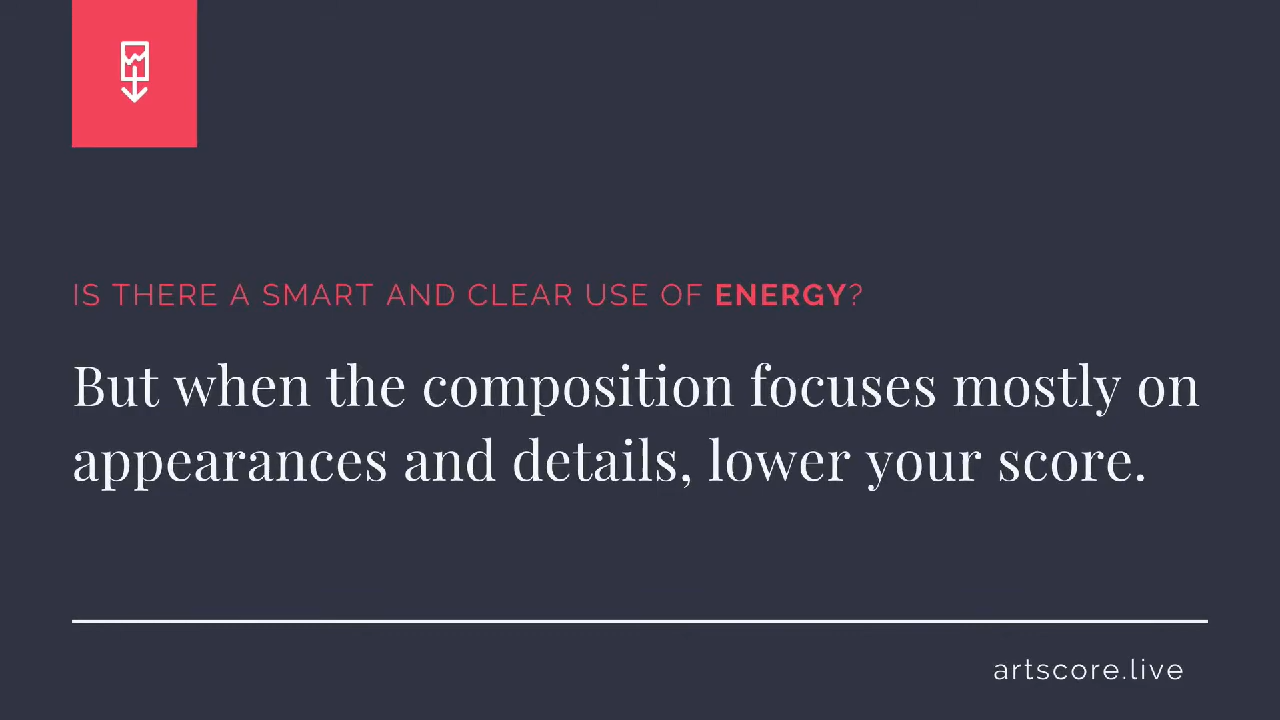 IS THERE A SMART AND CLEAR USE OF ENERGY?
But when the composition focuses mostly on
appearances and details, lower your score.
artscore.live